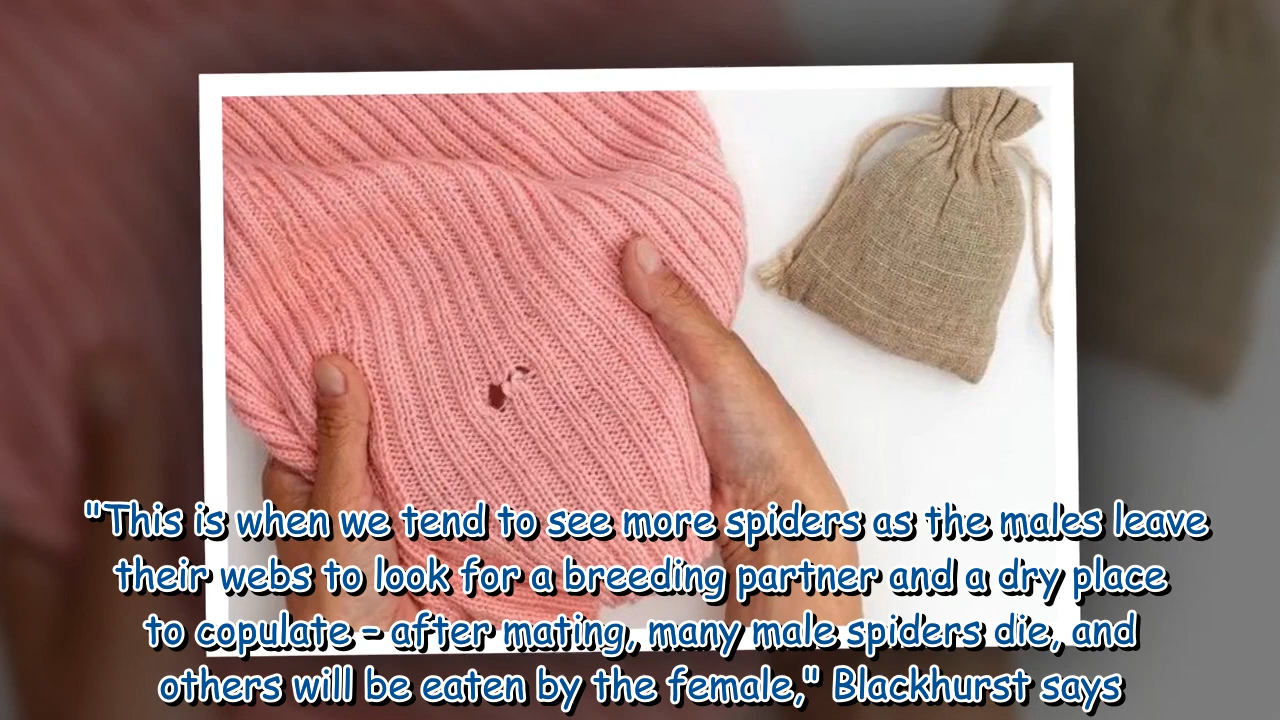 "This is when we tend to see more spiders as the males leave
their webs to look for a breeding partner and a dry place
to copulate – after mating, many male spiders die, and
others will be eaten by the female," Blackhurst says